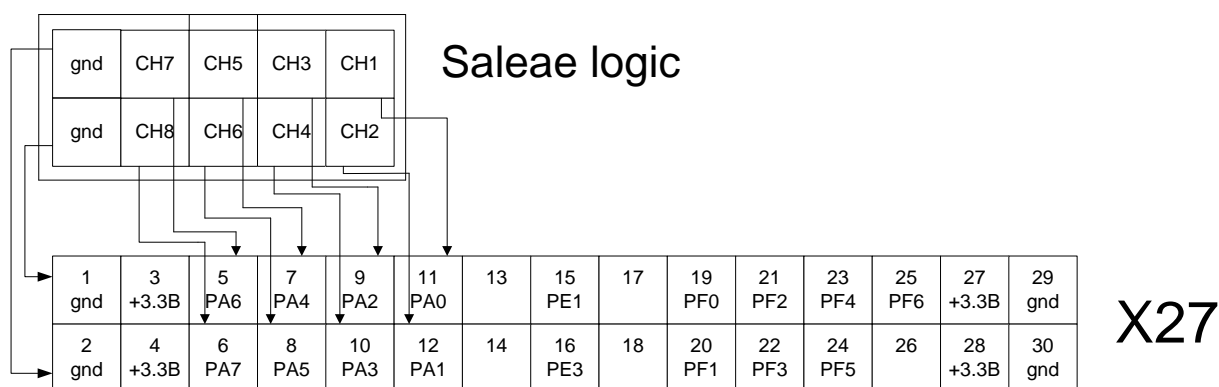 Saleae logic
gnd CH7 CH5 CH3 CH1
gnd CH8 CH6 CH4 CH2
1 3 5 7 9 11 13 15 17 19 21 23 25 27 29
gnd +3.3B PA6 PA4 PA2 PA0 PE1 PF0 PF2 PF4 PF6 +3.3B gnd
2 4 6 8 10 12 14 16 18 20 22 24 26 28 30
gnd +3.3B PA7 PA5 PA3 PA1 PE3 PF1 PF3 PF5 +3.3B gnd
X27